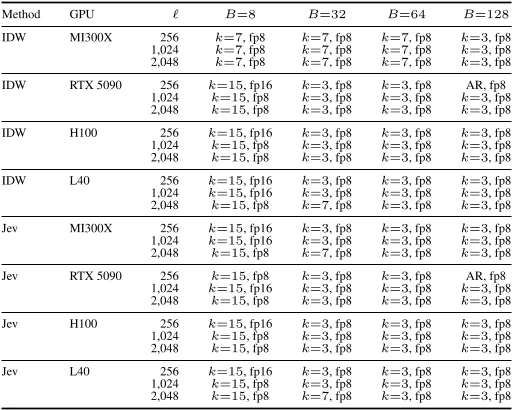 Method GPU ℓ B=8 B=32 B=64 B=128
IDW MI300X 256 k=7, fp8 k=7, fp8 k=7, fp8 k=3, fp8
1,024 k=7, fp8 k=7, fp8 k=7, fp8 k=3, fp8
2,048 k=7, fp8 k=7, fp8 k=7, fp8 k=3, fp8
IDW RTX 5090 256 k=15, fp16 k=3, fp8 k=3, fp8 AR, fp8
1,024 k=15, fp8 k=3, fp8 k=3, fp8 k=3, fp8
2,048 k=15, fp8 k=3, fp8 k=3, fp8 k=3, fp8
IDW H100 256 k=15, fp16 k=3, fp8 k=3, fp8 k=3, fp8
1,024 k=15, fp8 k=3, fp8 k=3, fp8 k=3, fp8
2,048 k=15, fp8 k=3, fp8 k=3, fp8 k=3, fp8
IDW L40 256 k=15, fp16 k=3, fp8 k=3, fp8 k=3, fp8
1,024 k=15, fp16 k=3, fp8 k=3, fp8 k=3, fp8
2,048 k=15, fp8 k=7, fp8 k=3, fp8 k=3, fp8
Jev MI300X 256 k=15, fp16 k=3, fp8 k=3, fp8 k=3, fp8
1,024 k=15, fp16 k=3, fp8 k=3, fp8 k=3, fp8
2,048 k=15, fp8 k=7, fp8 k=3, fp8 k=3, fp8
Jev RTX 5090 256 k=15, fp8 k=3, fp8 k=3, fp8 AR, fp8
1,024 k=15, fp16 k=3, fp8 k=3, fp8 k=3, fp8
2,048 k=15, fp8 k=3, fp8 k=3, fp8 k=3, fp8
Jev H100 256 k=15, fp16 k=3, fp8 k=3, fp8 k=3, fp8
1,024 k=15, fp8 k=3, fp8 k=3, fp8 k=3, fp8
2,048 k=15, fp8 k=3, fp8 k=3, fp8 k=3, fp8
Jev L40 256 k=15, fp16 k=3, fp8 k=3, fp8 k=3, fp8
1,024 k=15, fp8 k=3, fp8 k=3, fp8 k=3, fp8
2,048 k=15, fp8 k=7, fp8 k=3, fp8 k=3, fp8